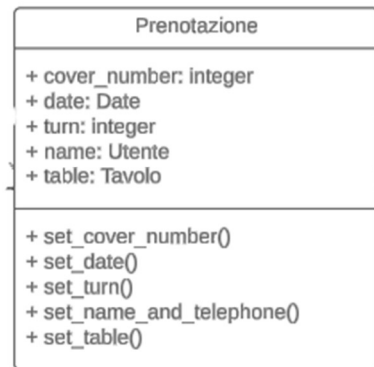 Prenotazione
+ cover_number: integer
+ date: Date
+ turn: integer
+ name: Utente
+ table: Tavolo
+ set_cover_number()
+ set_date()
+ set_turn()
+ set_name_and_telephone()
+ set_table()